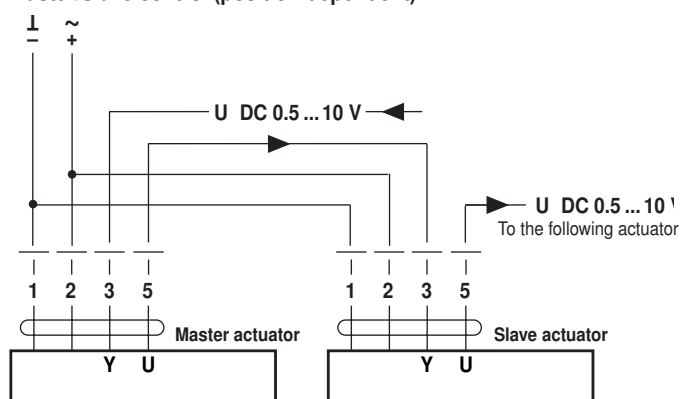 ⊥ ~
− +
U DC 0.5 ... 10 V
U DC 0.5 ... 10
To the following actuator
1 2 3 5 1 2 3 5
Master actuator Slave actuator
Y U Y U